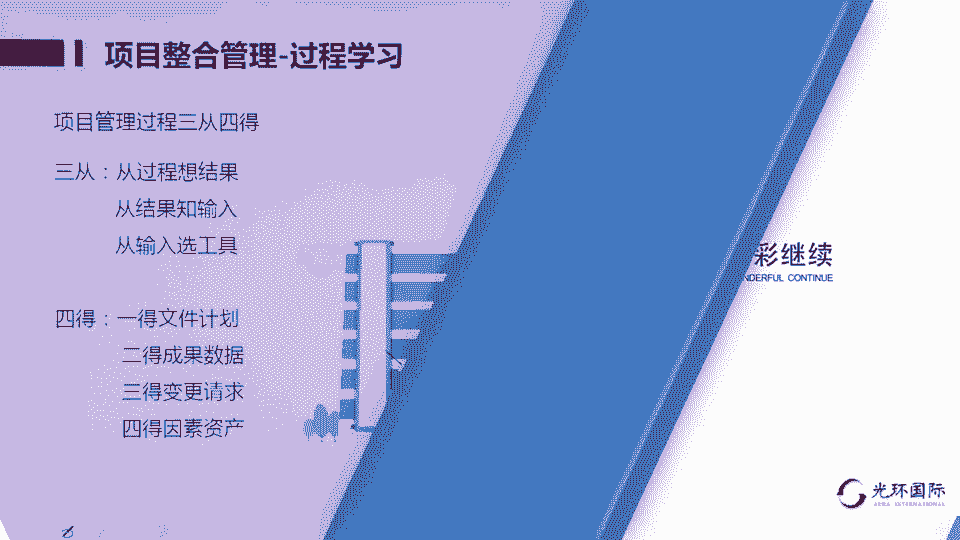 项目整合管理-过程学习
项目管理过程三从四得
三从：从过程想结果
从结果知输入
从输入选工具
四得：一得文件计划
二得成果数据
三得变更请求
四得因素资产
彩继续
NDERFUL CONTINUE
光环国际
AURA INTERNATIONAL